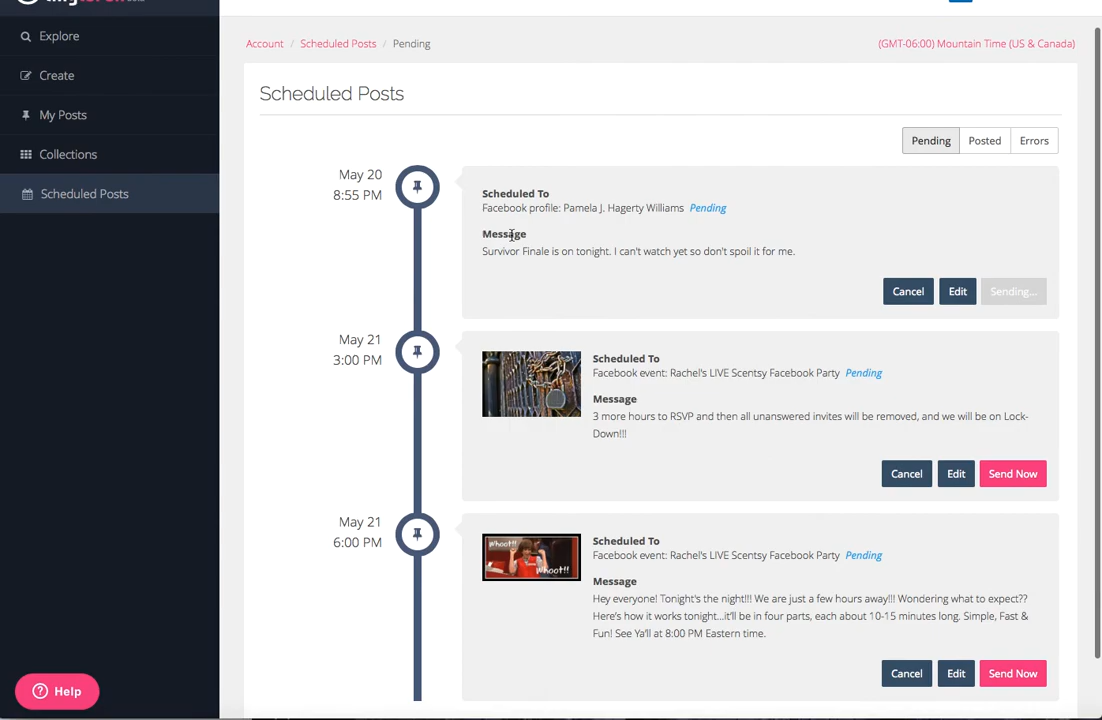 Explore
Create
My Posts
Collections
Scheduled Posts
Help
Account / Scheduled Posts / Pending
(GMT-06:00) Mountain Time (US & Canada)
Scheduled Posts
Pending Posted Errors
May 20
8:55 PM
Scheduled To
Facebook profile: Pamela J. Hagerty Williams Pending
Message
Survivor Finale is on tonight. I can't watch yet so don't spoil it for me.
Cancel Edit Sending...
May 21
3:00 PM
Scheduled To
Facebook event: Rachel's LIVE Scentsy Facebook Party Pending
Message
3 more hours to RSVP and then all unanswered invites will be removed, and we will be on Lock-
Down!!!
Cancel Edit Send Now
May 21
6:00 PM
Whoot!!
Whoot!!
Scheduled To
Facebook event: Rachel's LIVE Scentsy Facebook Party Pending
Message
Hey everyone! Tonight's the night!!! We are just a few hours away!!! Wondering what to expect??
Here's how it works tonight...it'll be in four parts, each about 10-15 minutes long. Simple, Fast &
Fun! See Ya'll at 8:00 PM Eastern time.
Cancel Edit Send Now